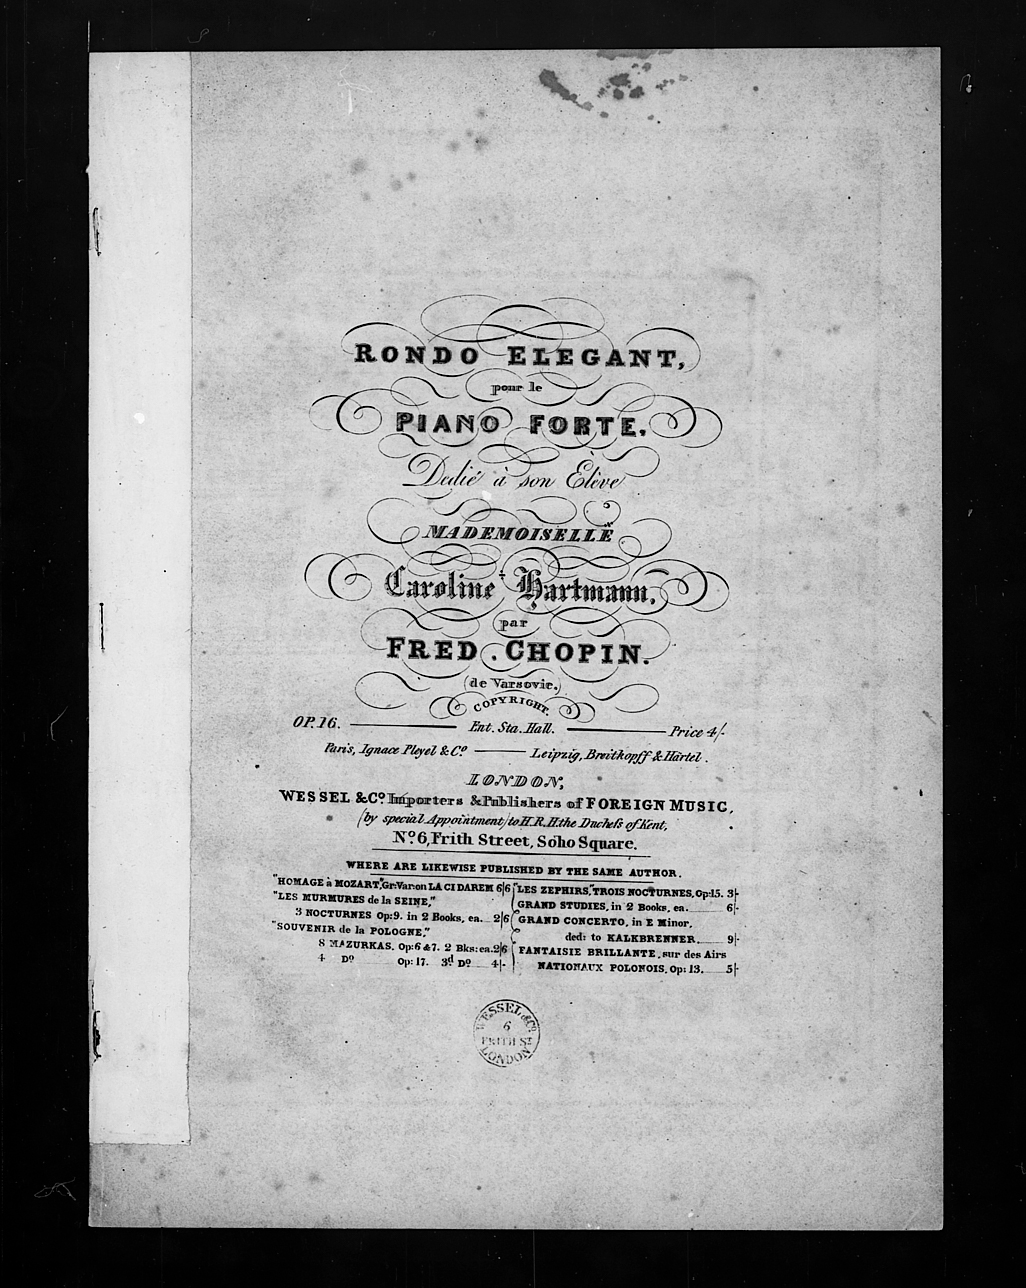 RONDO ELEGANT,
pour le
PIANO FORTE.
Dedié à son Elève
MADEMOISELLE
Caroline Hartmann,
par
FRED. CHOPIN.
(de Varsovie.)
COPYRIGHT.
OP. 16. Ent. Sta. Hall. Price 4/-
Paris, Ignace Pleyel & Co. Leipzig, Breitkopff & Härtel.
LONDON,
WESSEL & Co. Importers & Publishers of FOREIGN MUSIC,
(by special Appointment) to H.R.H. the Duchess of Kent,
No. 6, Frith Street, Soho Square.
WHERE ARE LIKEWISE PUBLISHED BY THE SAME AUTHOR.
"HOMAGE à MOZART," Gr: Var: on LA CI DAREM 6/6
"LES MURMURES de la SEINE,"
3 NOCTURNES Op: 9. in 2 Books, ea. 2/6
"SOUVENIR de la POLOGNE,"
8 MAZURKAS. Op: 6 & 7. 2 Bks: ea. 2/6
4 Do Op: 17. 3d Do 4/-
"LES ZEPHIRS," TROIS NOCTURNES, Op: 15. 3/-
GRAND STUDIES, in 2 Books, ea. 6/-
GRAND CONCERTO, in E Minor,
ded: to KALKBRENNER. 9/-
FANTAISIE BRILLANTE, sur des Airs
NATIONAUX POLONOIS, Op: 13. 5/-
WESSEL & Co.
6
FRITH St
LONDON